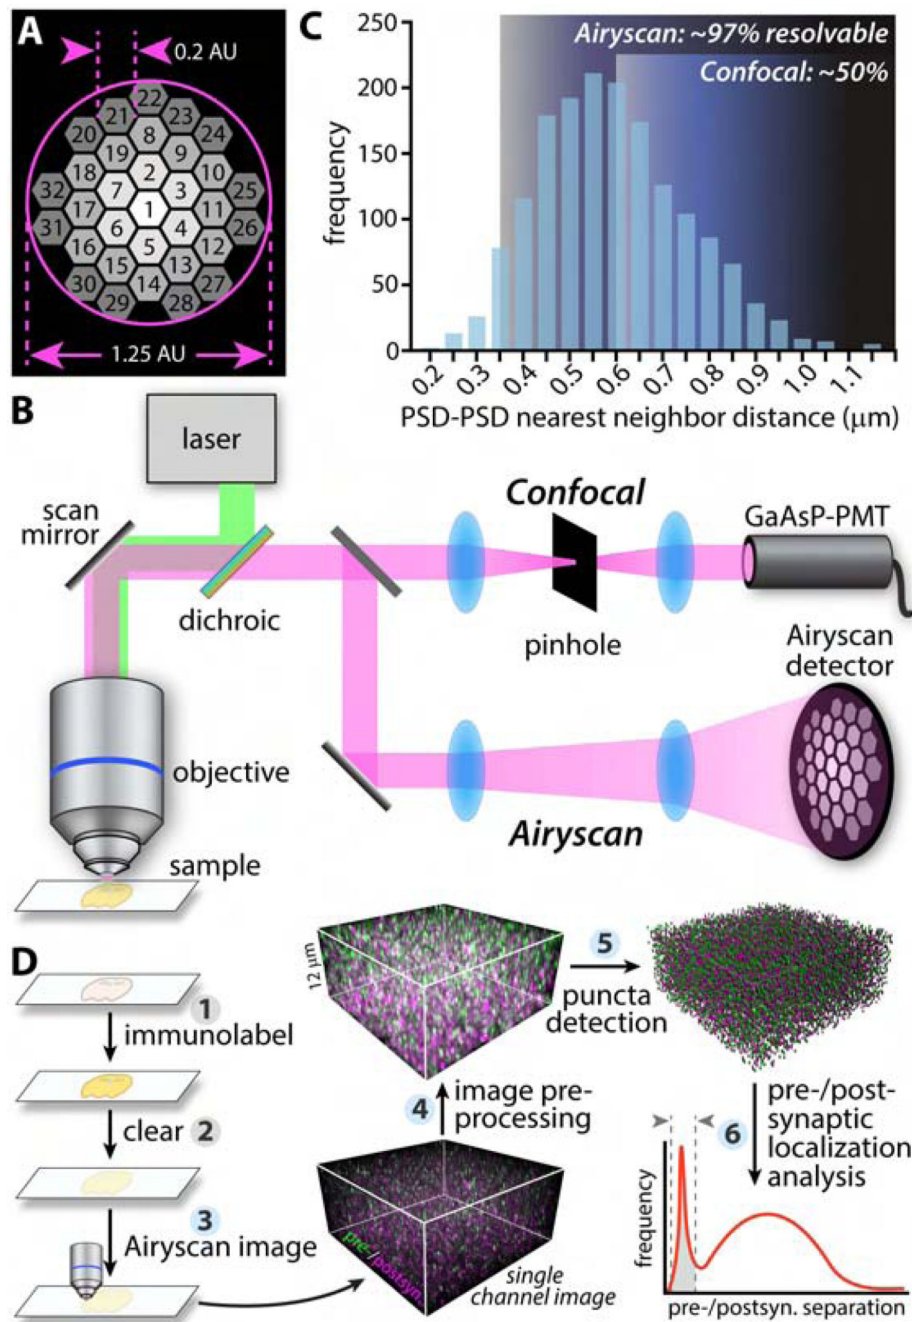 A
0.2 AU
22
21
23
20
8
24
19
9
18
2
10
32
7
3
25
17
1
11
31
6
4
26
16
5
12
15
13
30
14
27
29
28
1.25 AU
C
Airyscan: ~97% resolvable
Confocal: ~50%
frequency
250
200
150
100
50
0
0.2
0.3
0.4
0.5
0.6
0.7
0.8
0.9
1.0
1.1
PSD-PSD nearest neighbor distance (μm)
B
laser
scan
mirror
dichroic
objective
sample
Confocal
pinhole
GaAsP-PMT
Airyscan
detector
Airyscan
D
1
immunolabel
clear 2
3
Airyscan image
pre-/postsyn.
single
channel image
4
image pre-
processing
12 μm
5
puncta
detection
6
pre-/post-
synaptic
localization
analysis
frequency
pre-/postsyn. separation